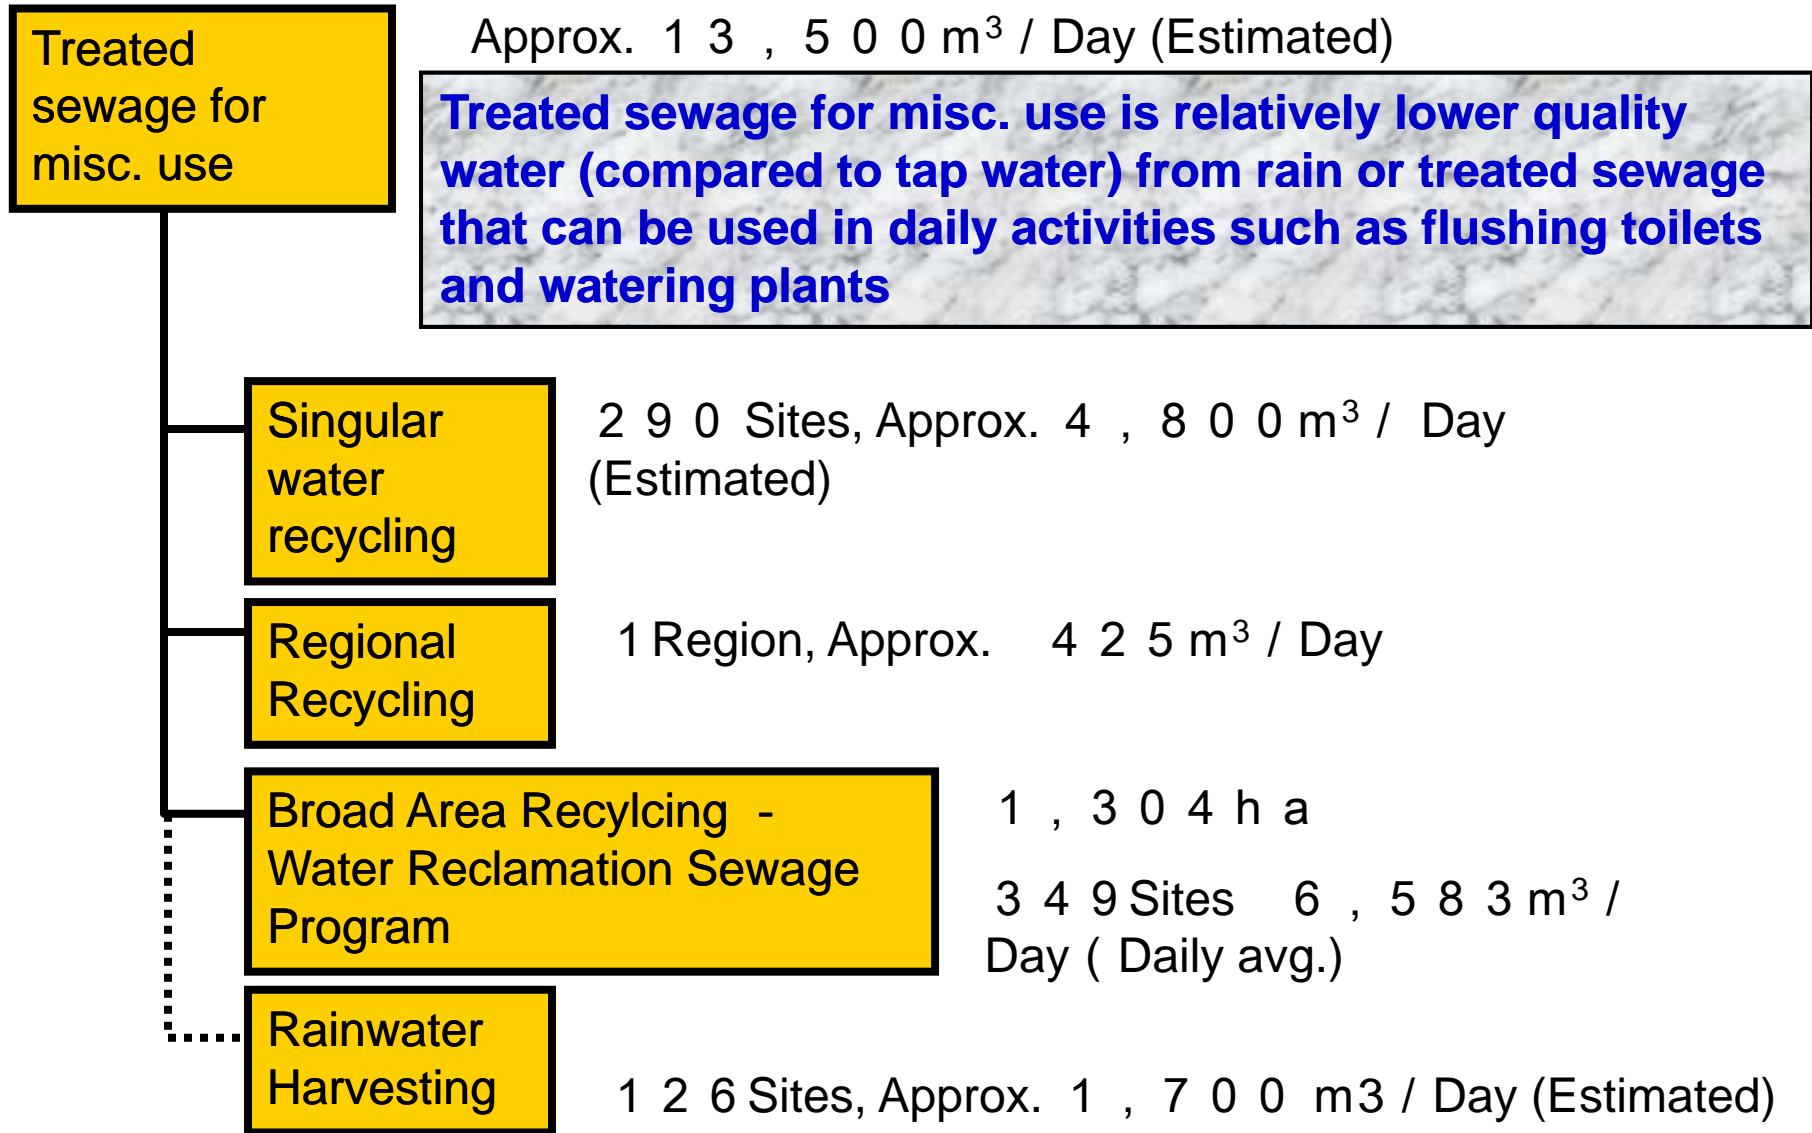 Treated
sewage for
misc. use
Approx. １３，５００m³ / Day (Estimated)
Treated sewage for misc. use is relatively lower quality
water (compared to tap water) from rain or treated sewage
that can be used in daily activities such as flushing toilets
and watering plants
Singular
water
recycling
２９０ Sites, Approx. ４，８００m³ / Day
(Estimated)
Regional
Recycling
1 Region, Approx. ４２５m³ / Day
Broad Area Recylcing -
Water Reclamation Sewage
Program
１，３０４ｈａ
３４９Sites ６，５８３m³ /
Day ( Daily avg.)
Rainwater
Harvesting
１２６Sites, Approx. １，７００ m3 / Day (Estimated)